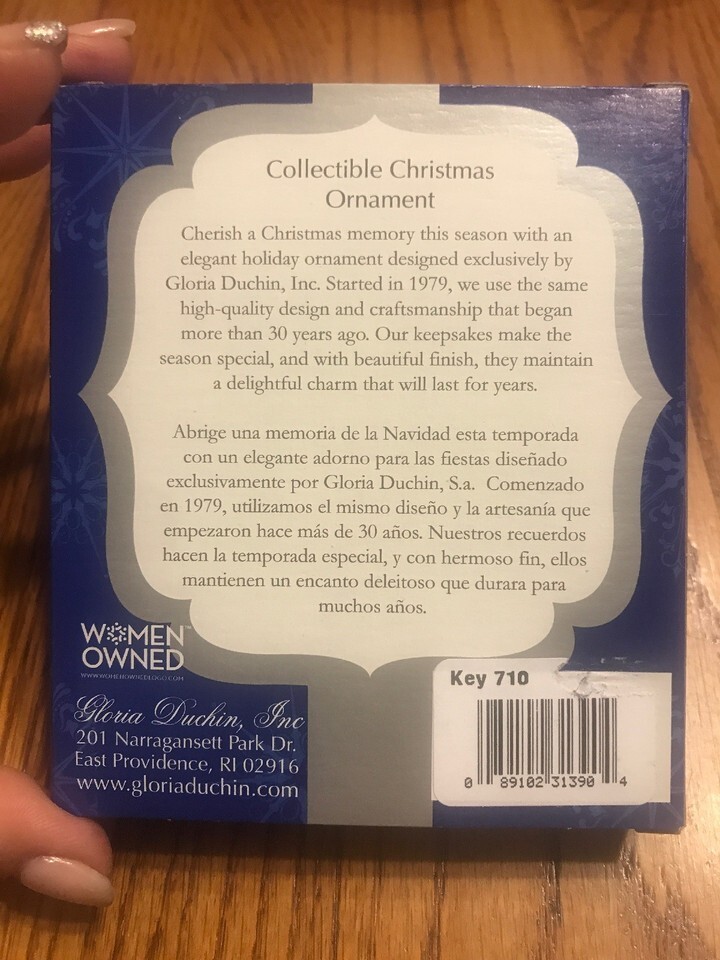 Collectible Christmas
Ornament
Cherish a Christmas memory this season with an
elegant holiday ornament designed exclusively by
Gloria Duchin, Inc. Started in 1979, we use the same
high-quality design and craftsmanship that began
more than 30 years ago. Our keepsakes make the
season special, and with beautiful finish, they maintain
a delightful charm that will last for years.
Abrige una memoria de la Navidad esta temporada
con un elegante adorno para las fiestas diseñado
exclusivamente por Gloria Duchin, S.a. Comenzado
en 1979, utilizamos el mismo diseño y la artesanía que
empezaron hace más de 30 años. Nuestros recuerdos
hacen la temporada especial, y con hermoso fin, ellos
mantienen un encanto deleitoso que durara para
muchos años.
WOMEN™
OWNED
WWW.WOMENOWNEDLOGO.COM
Gloria Duchin, Inc
201 Narragansett Park Dr.
East Providence, RI 02916
www.gloriaduchin.com
Key 710
0 89102 31390 4